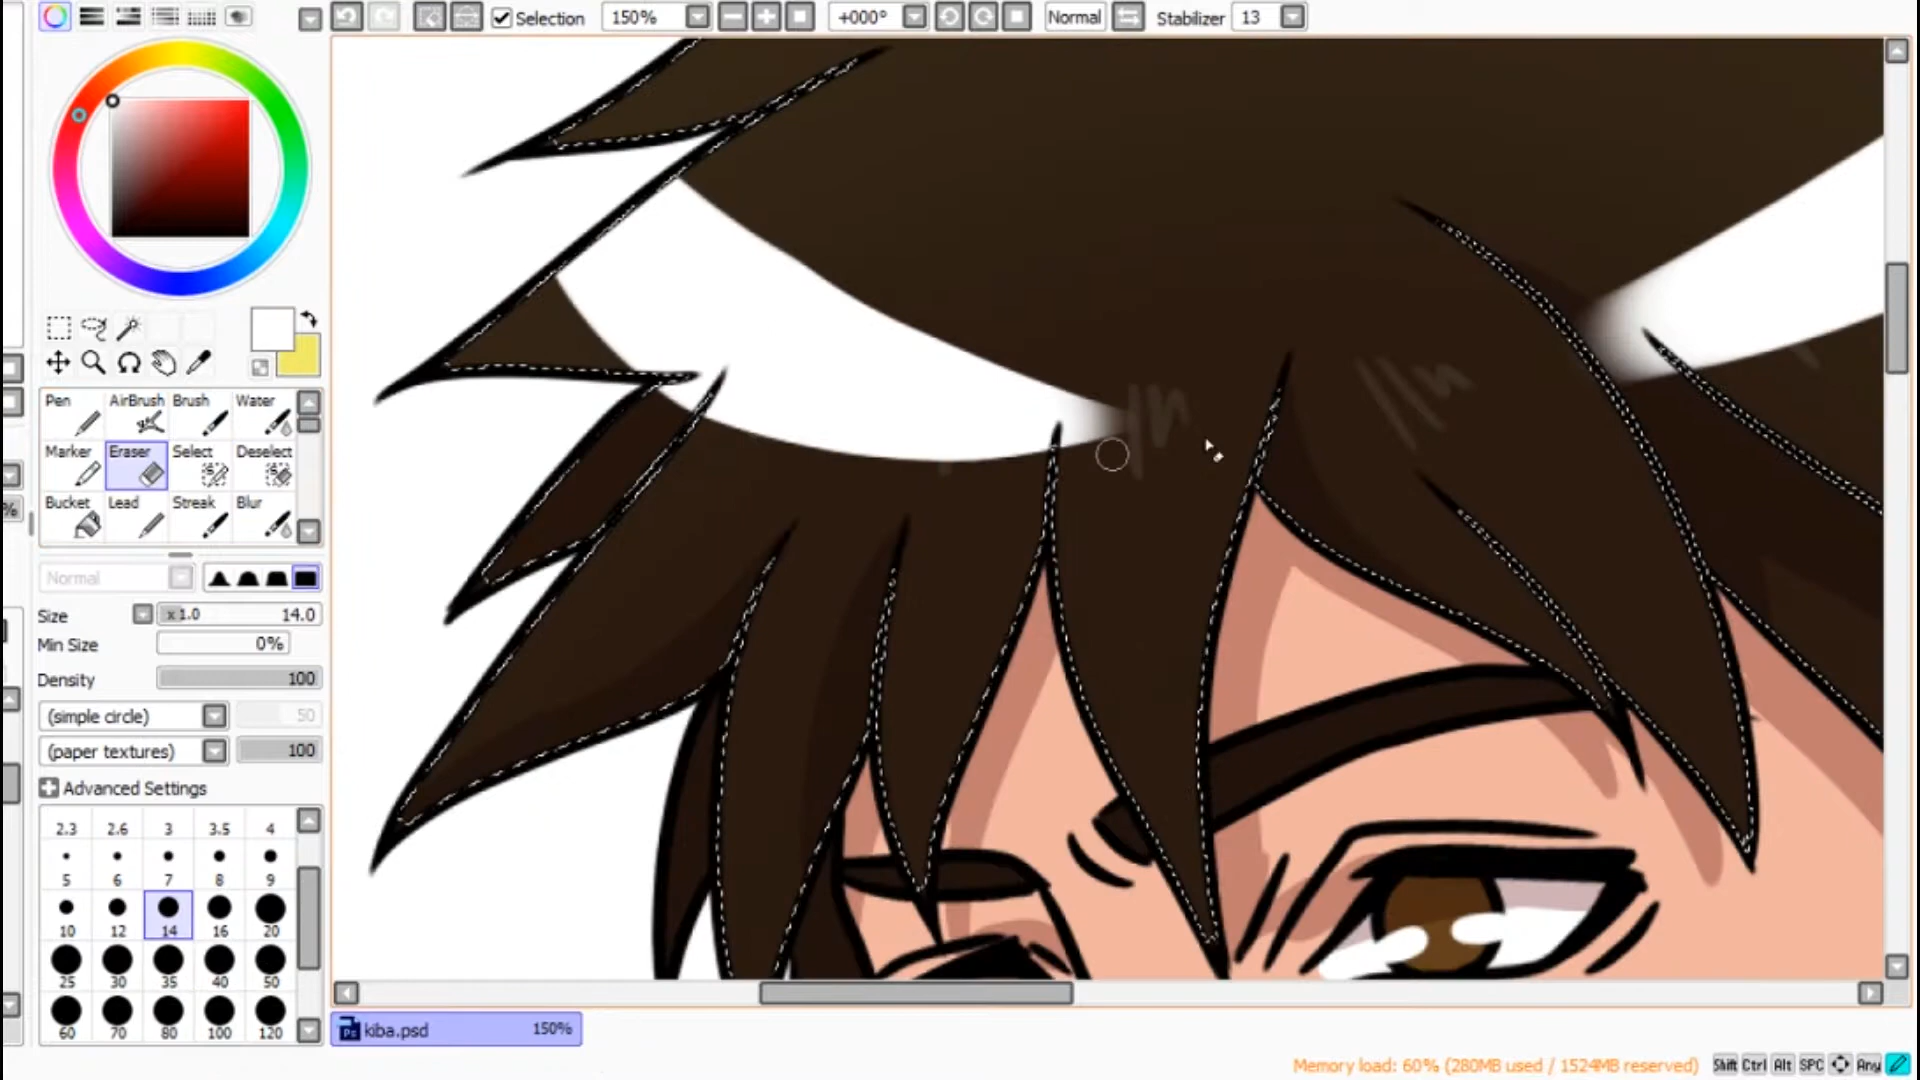 Selection 150% +000° Normal Stabilizer 13
Pen AirBrush Brush Water
Marker Eraser Select Deselect
Bucket Lead Streak Blur
%
Normal
Size x1.0 14.0
Min Size 0%
Density 100
(simple circle) 50
(paper textures) 100
Advanced Settings
2.3 2.6 3 3.5 4
5 6 7 8 9
10 12 14 16 20
25 30 35 40 50
60 70 80 100 120
kiba.psd 150%
Memory load: 60% (280MB used / 1524MB reserved) Shift Ctrl Alt SPC Any